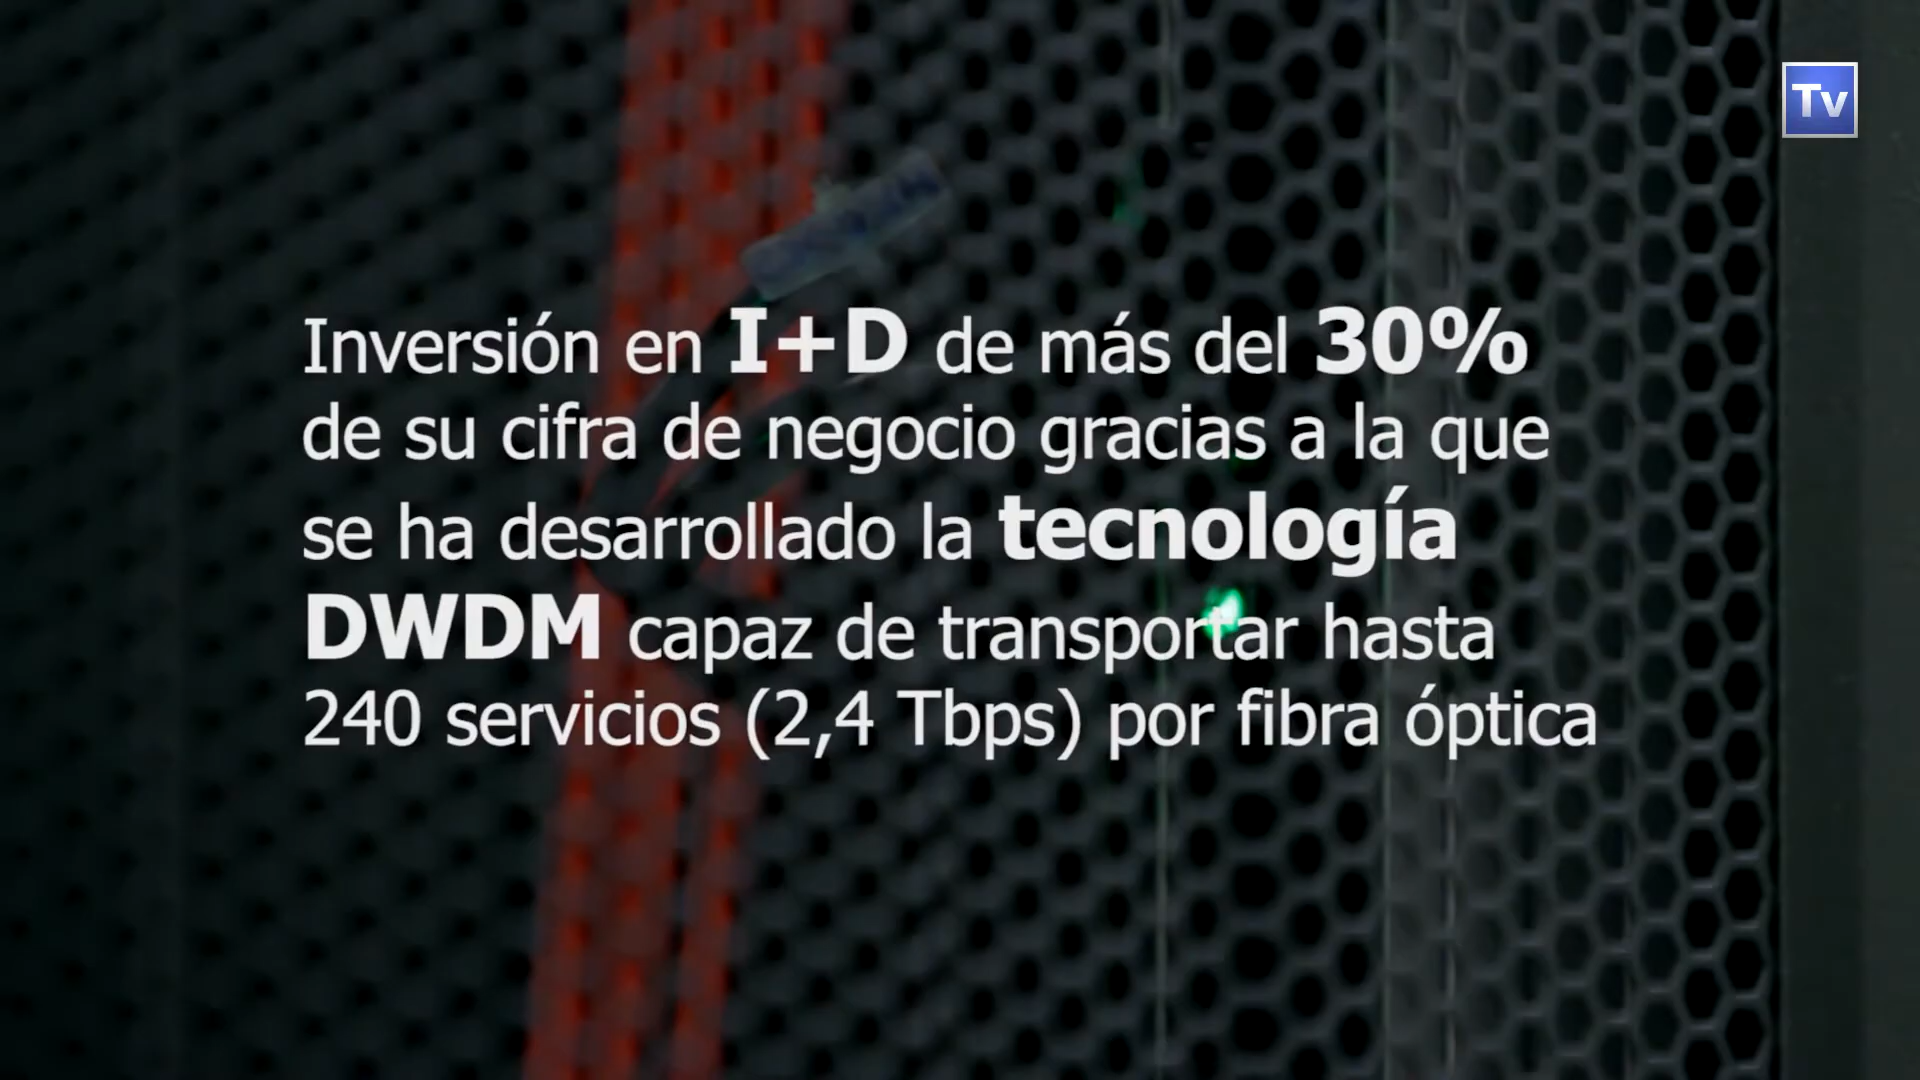 Tv
Inversión en I+D de más del 30%
de su cifra de negocio gracias a la que
se ha desarrollado la tecnología
DWDM capaz de transportar hasta
240 servicios (2,4 Tbps) por fibra óptica